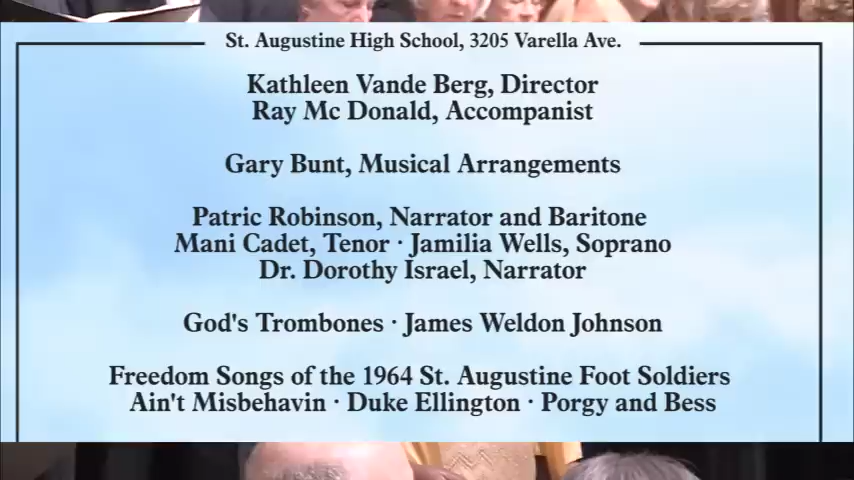 St. Augustine High School, 3205 Varella Ave.
Kathleen Vande Berg, Director
Ray Mc Donald, Accompanist
Gary Bunt, Musical Arrangements
Patric Robinson, Narrator and Baritone
Mani Cadet, Tenor · Jamilia Wells, Soprano
Dr. Dorothy Israel, Narrator
God's Trombones · James Weldon Johnson
Freedom Songs of the 1964 St. Augustine Foot Soldiers
Ain't Misbehavin · Duke Ellington · Porgy and Bess